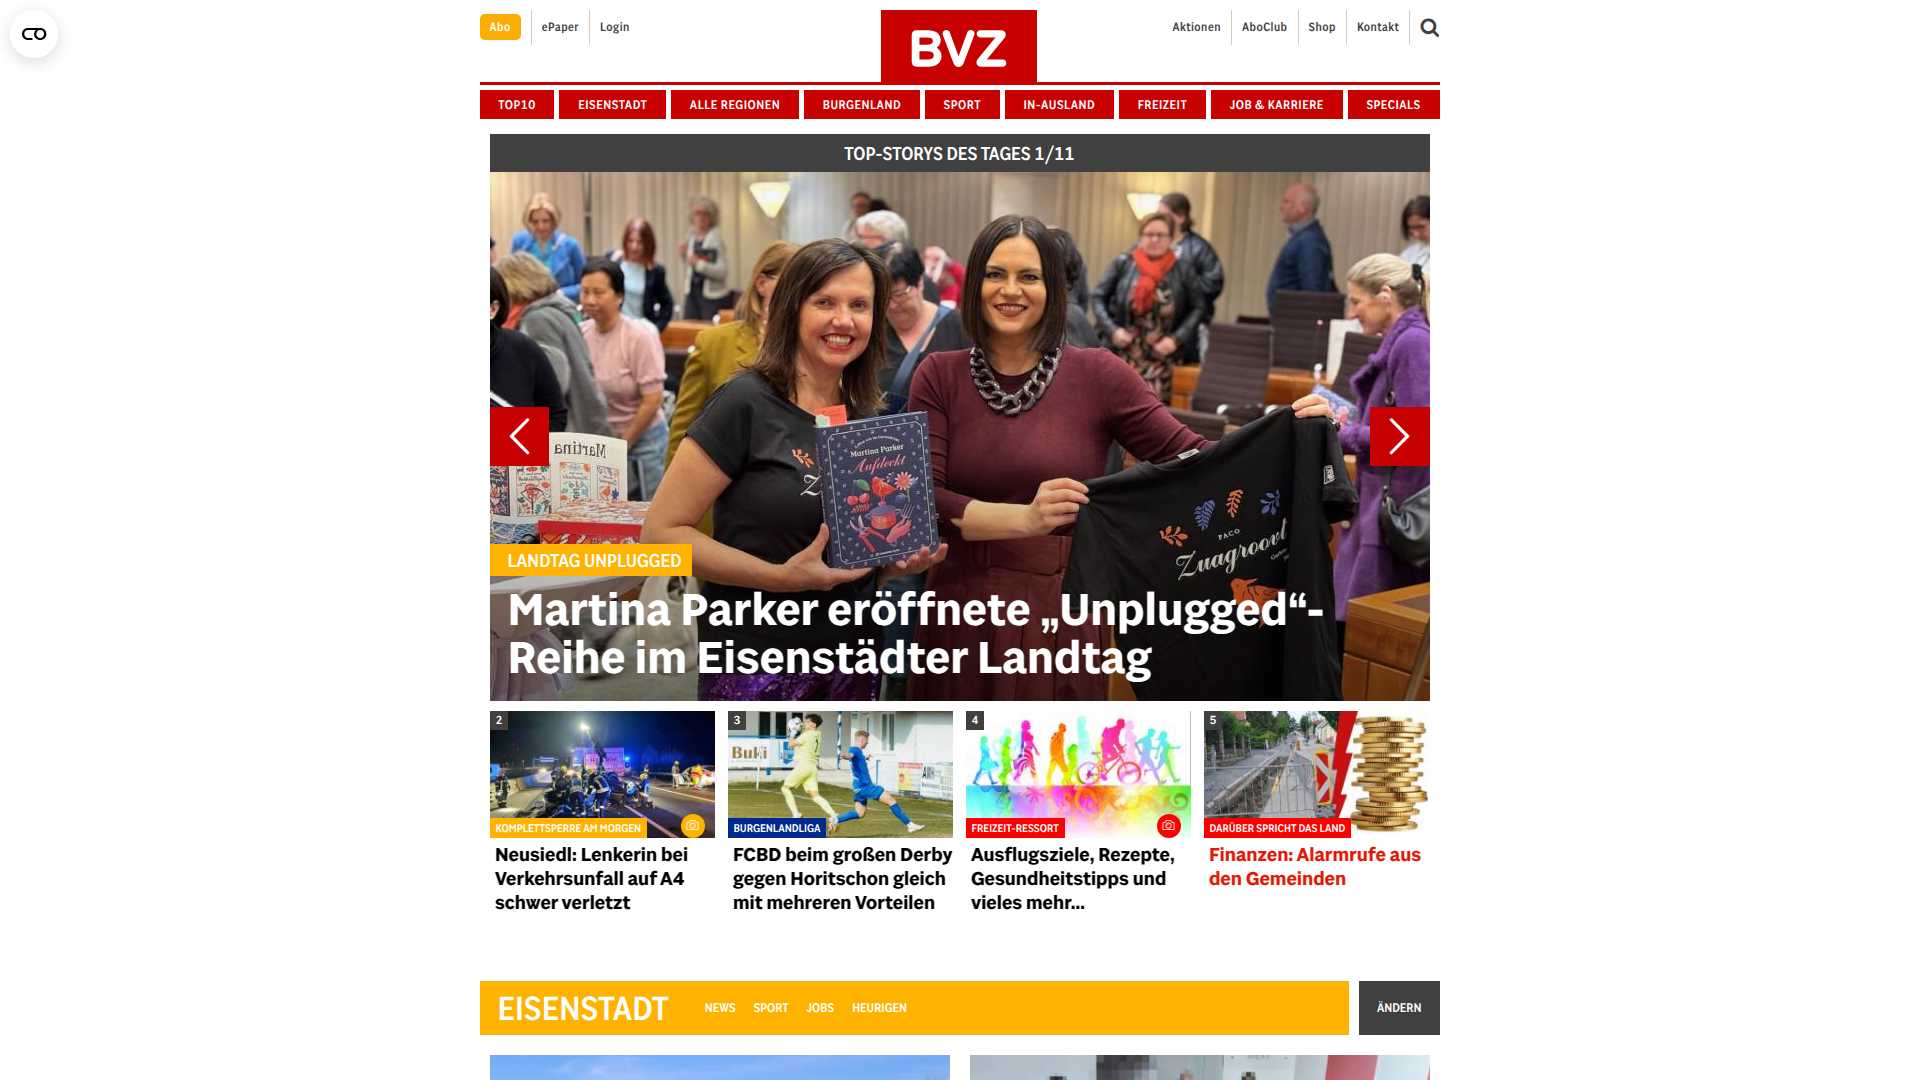 Abo
ePaper
Login
BVZ
Aktionen
AboClub
Shop
Kontakt
TOP10
EISENSTADT
ALLE REGIONEN
BURGENLAND
SPORT
IN-AUSLAND
FREIZEIT
JOB & KARRIERE
SPECIALS
TOP-STORYS DES TAGES 1/11
Martina
Martina Parker
Aufdeckt
FACO
Zuagroovt
LANDTAG UNPLUGGED
Martina Parker eröffnete „Unplugged“-
Reihe im Eisenstädter Landtag
2
KOMPLETTSPERRE AM MORGEN
Neusiedl: Lenkerin bei
Verkehrsunfall auf A4
schwer verletzt
3
Buki
BURGENLANDLIGA
FCBD beim großen Derby
gegen Horitschon gleich
mit mehreren Vorteilen
4
FREIZEIT-RESSORT
Ausflugsziele, Rezepte,
Gesundheitstipps und
vieles mehr...
5
DARÜBER SPRICHT DAS LAND
Finanzen: Alarmrufe aus
den Gemeinden
EISENSTADT
NEWS
SPORT
JOBS
HEURIGEN
ÄNDERN